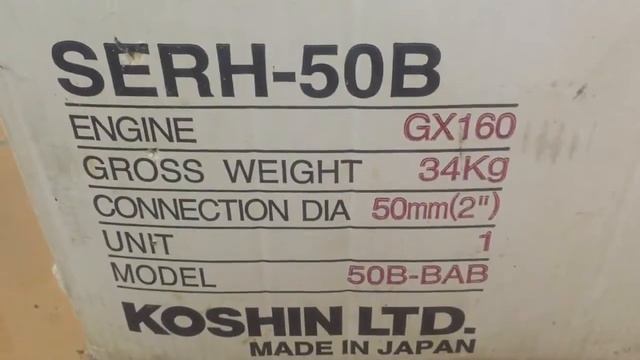 SERH-50B
ENGINE GX160
GROSS WEIGHT 34Kg
CONNECTION DIA 50mm(2")
UNIT 1
MODEL 50B-BAB
KOSHIN LTD.
MADE IN JAPAN